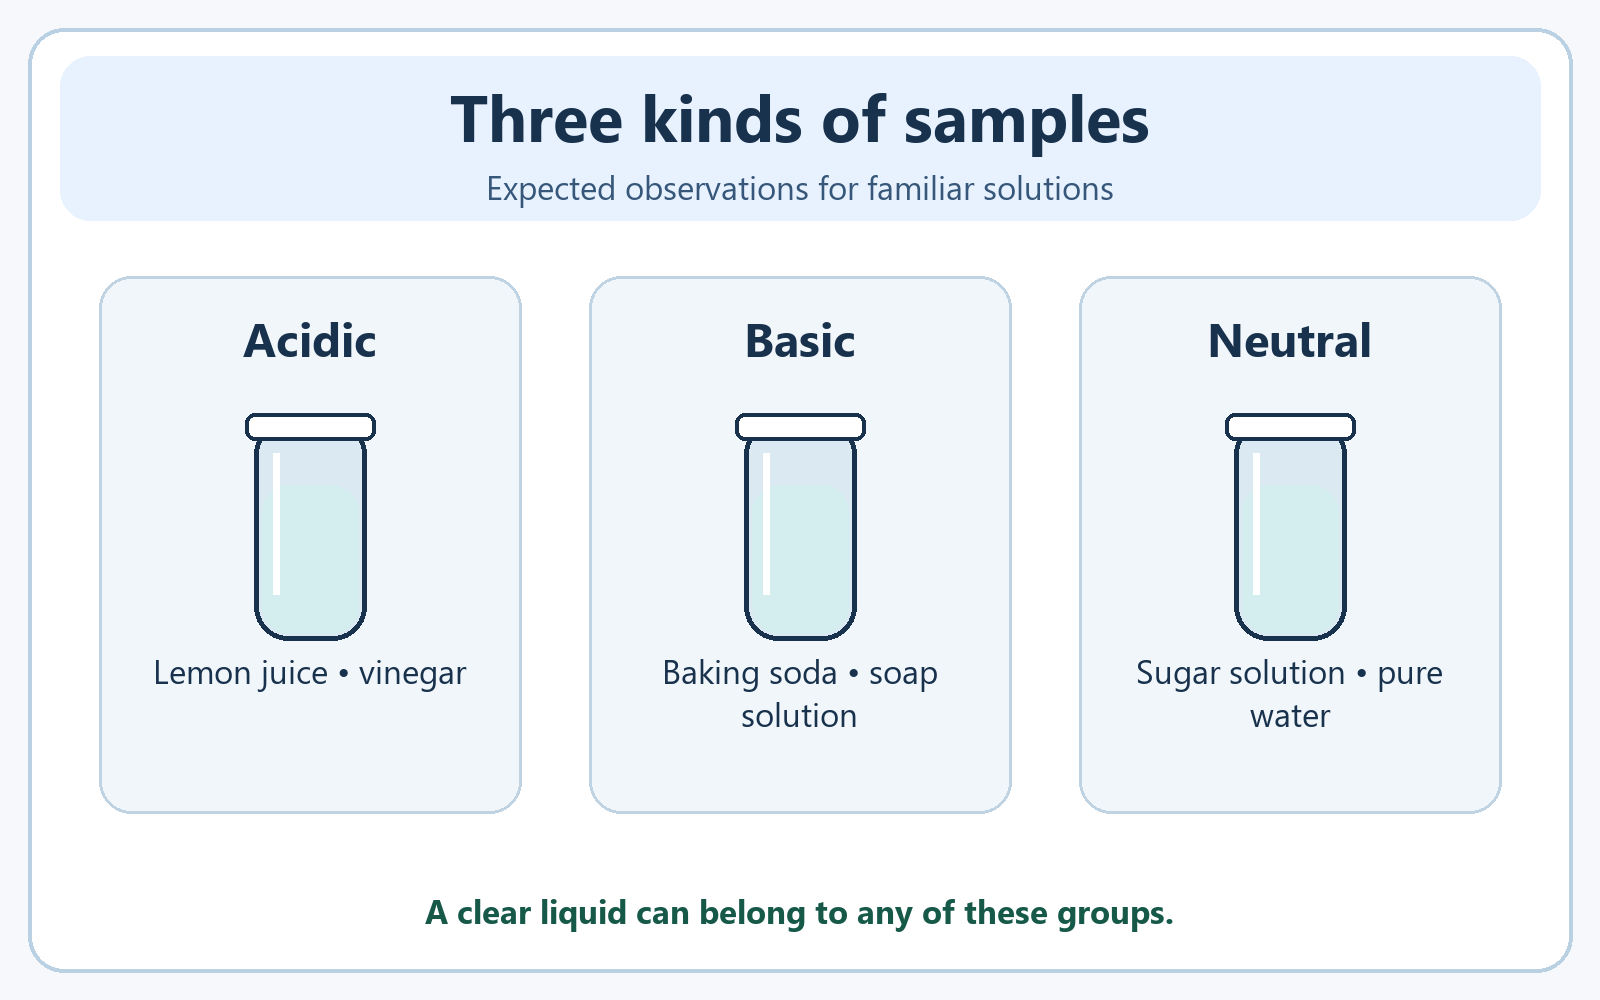 Three kinds of samples
Expected observations for familiar solutions
Acidic
Lemon juice • vinegar
Basic
Baking soda • soap
solution
Neutral
Sugar solution • pure
water
A clear liquid can belong to any of these groups.